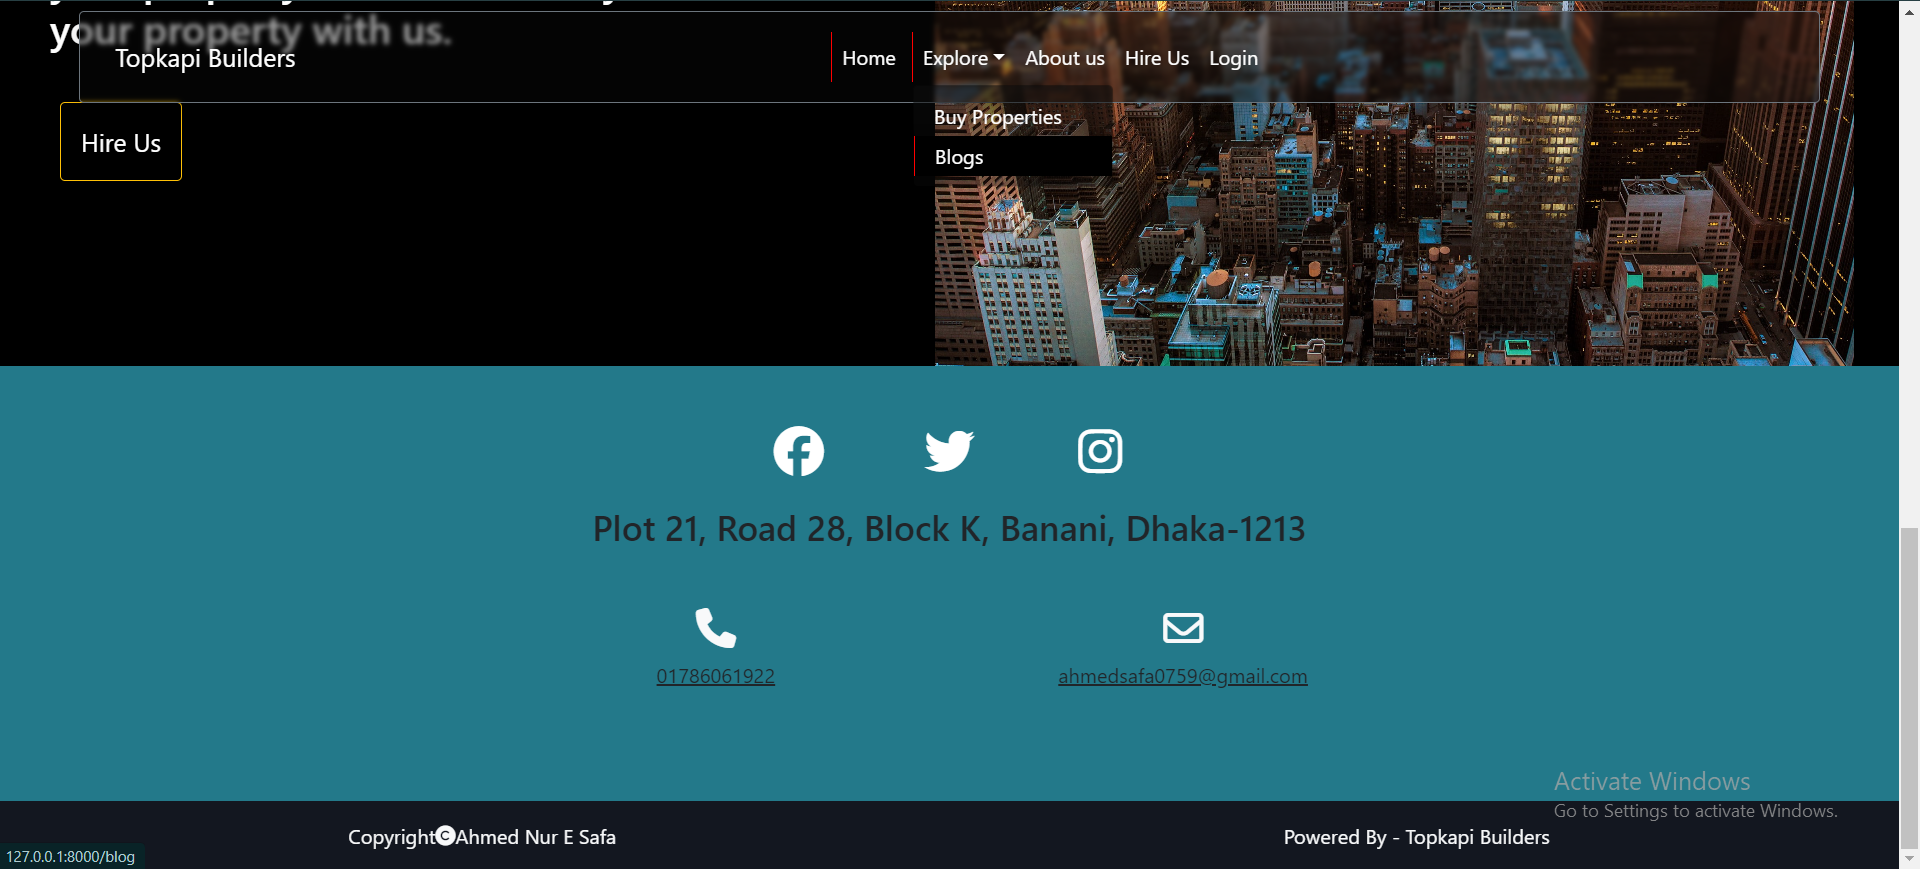 your property with us.
Topkapi Builders
Home
Explore
About us
Hire Us
Login
Buy Properties
Blogs
Hire Us
Plot 21, Road 28, Block K, Banani, Dhaka-1213
01786061922
ahmedsafa0759@gmail.com
Activate Windows
Go to Settings to activate Windows.
Copyright©Ahmed Nur E Safa
Powered By - Topkapi Builders
127.0.0.1:8000/blog